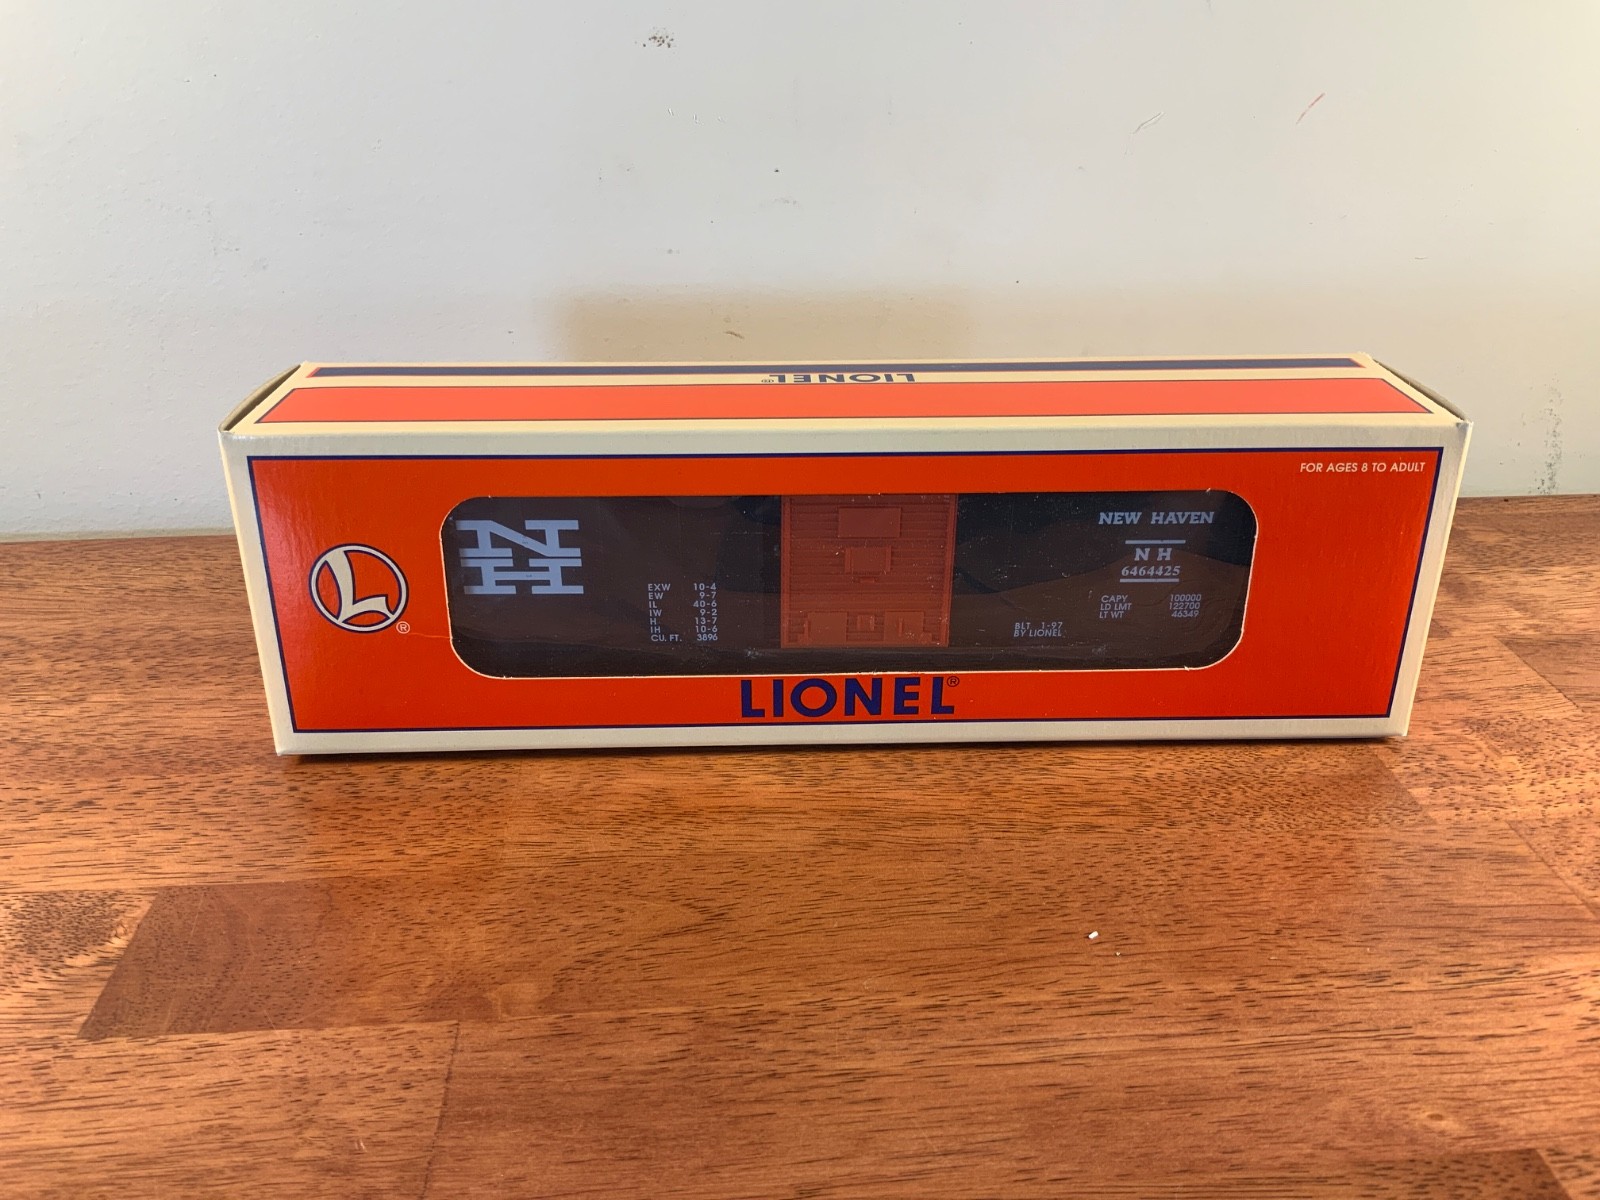 LIONEL®
FOR AGES 8 TO ADULT
L®
N
H
EXW 10-4
EW 9-7
IL 40-6
IW 9-2
H 13-7
IH 10-6
CU. FT. 3896
NEW HAVEN
N H
6464425
CAPY 100000
LD LMT 122700
LT WT 46349
BLT 1-97
BY LIONEL
LIONEL®